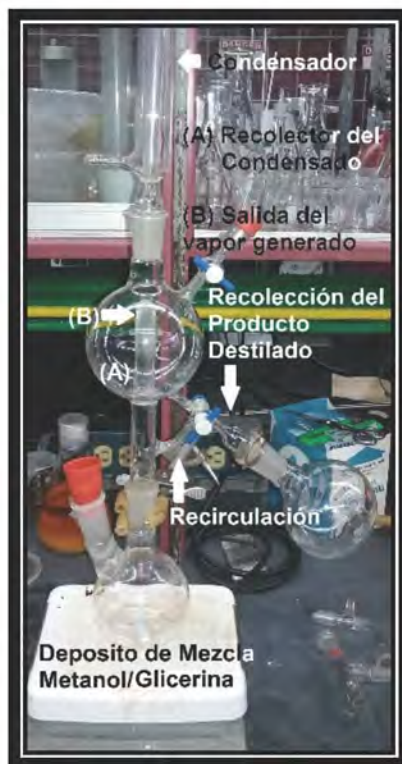 Condensador
(A) Recolector del
Condensado
(B) Salida del
vapor generado
Recolección del
Producto
Destilado
(B)
(A)
Recirculación
Deposito de Mezcla
Metanol/Glicerina